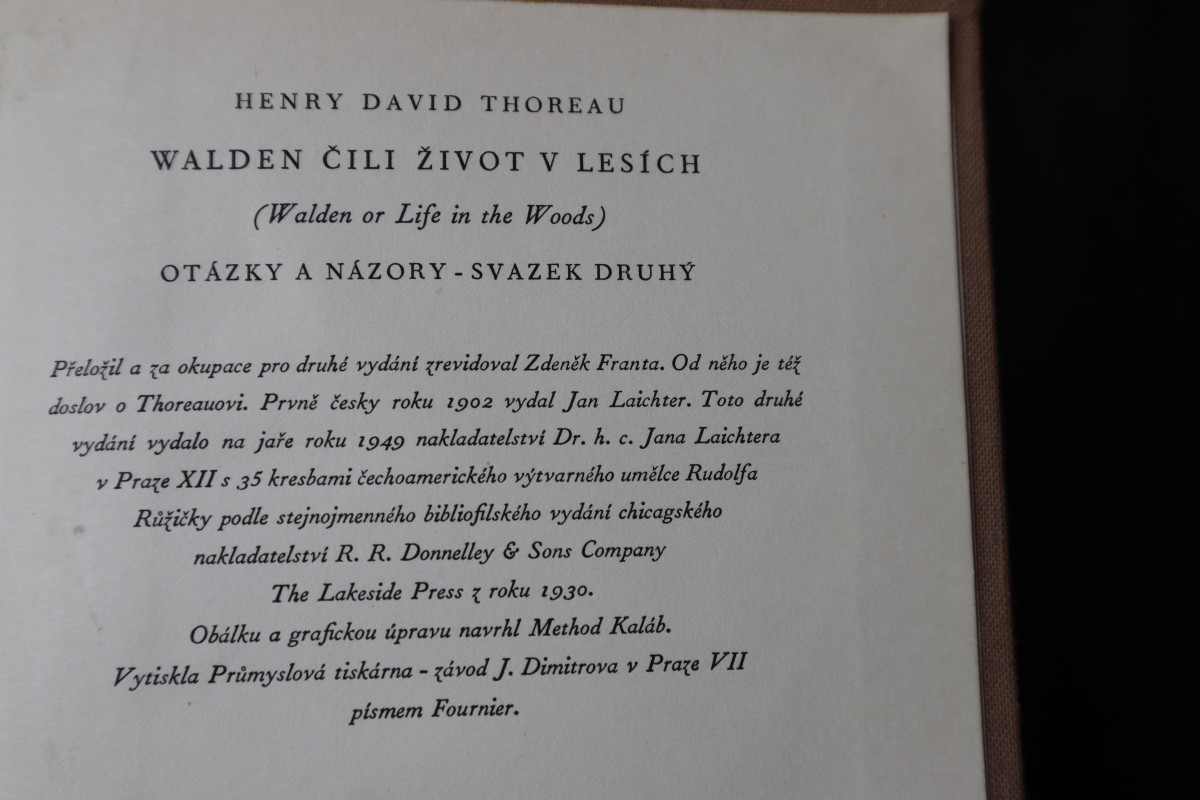 HENRY DAVID THOREAU
WALDEN ČILI ŽIVOT V LESÍCH
(Walden or Life in the Woods)
OTÁZKY A NÁZORY - SVAZEK DRUHÝ
Přeložil a za okupace pro druhé vydání zrevidoval Zdeněk Franta. Od něho je též
doslov o Thoreauovi. Prvně česky roku 1902 vydal Jan Laichter. Toto druhé
vydání vydalo na jaře roku 1949 nakladatelství Dr. h. c. Jana Laichtera
v Praze XII s 35 kresbami čechoamerického výtvarného umělce Rudolfa
Růžičky podle stejnojmenného bibliofilského vydání chicagského
nakladatelství R. R. Donnelley & Sons Company
The Lakeside Press z roku 1930.
Obálku a grafickou úpravu navrhl Method Kaláb.
Vytiskla Průmyslová tiskárna - závod J. Dimitrova v Praze VII
písmem Fournier.